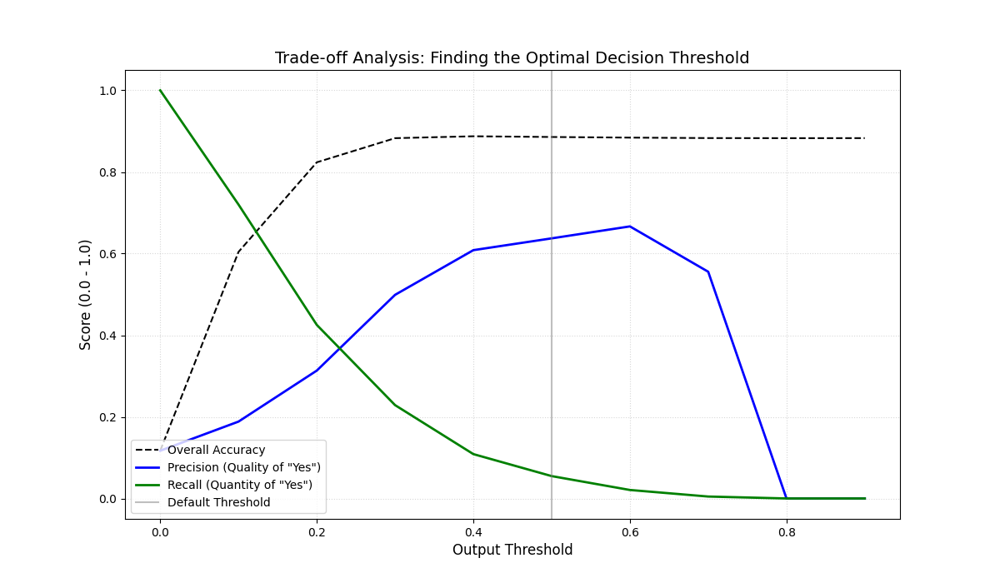 Trade-off Analysis: Finding the Optimal Decision Threshold
Score (0.0 - 1.0)
1.0
0.8
0.6
0.4
0.2
0.0
Overall Accuracy
Precision (Quality of "Yes")
Recall (Quantity of "Yes")
Default Threshold
0.0 0.2 0.4 0.6 0.8
Output Threshold